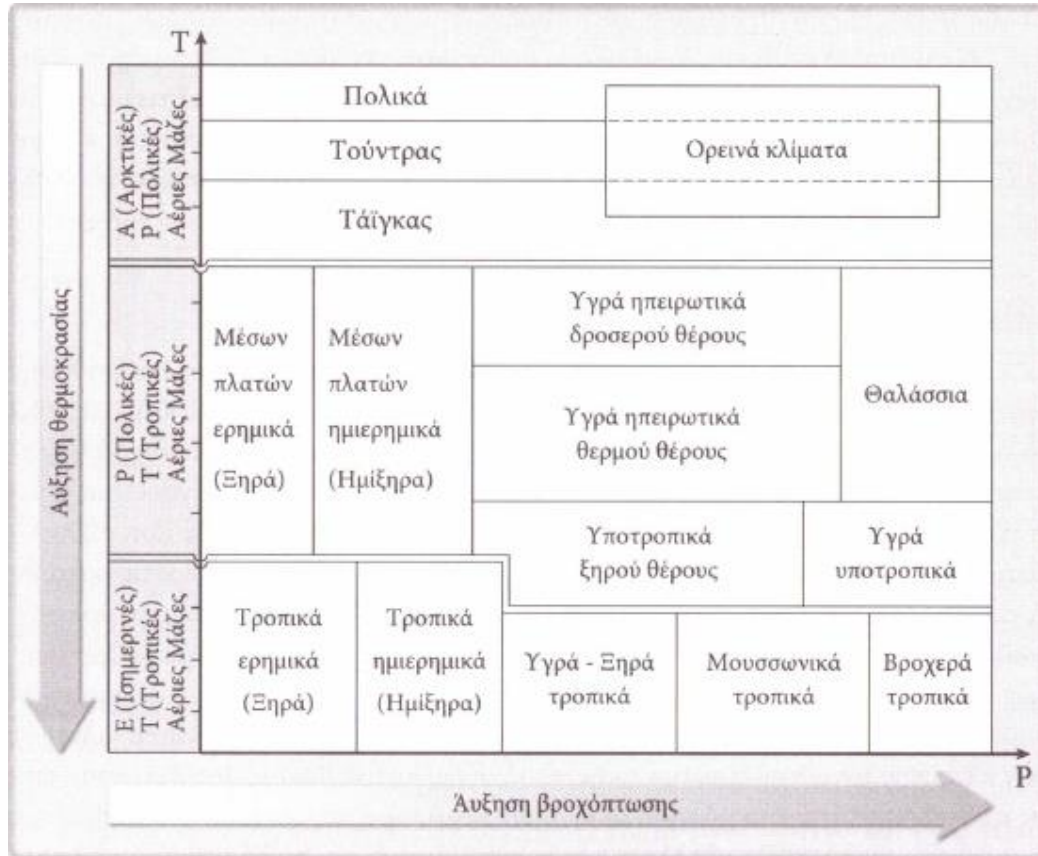 T
Πολικά
Τούντρας
Ορεινά κλίματα
Τάϊγκας
Α (Αρκτικές)
Ρ (Πολικές)
Αέριες Μάζες
Αύξηση θερμοκρασίας
Ρ (Πολικές)
Τ (Τροπικές)
Αέριες Μάζες
Μέσων
πλατών
ερημικά
(Ξηρά)
Μέσων
πλατών
ημιερημικά
(Ημίξηρα)
Υγρά ηπειρωτικά
δροσερού θέρους
Υγρά ηπειρωτικά
θερμού θέρους
Θαλάσσια
Υποτροπικά
ξηρού θέρους
Υγρά
υποτροπικά
Ε (Ισημερινές)
Τ (Τροπικές)
Αέριες Μάζες
Τροπικά
ερημικά
(Ξηρά)
Τροπικά
ημιερημικά
(Ημίξηρα)
Υγρά - Ξηρά
τροπικά
Μουσσωνικά
τροπικά
Βροχερά
τροπικά
P
Άυξηση βροχόπτωσης